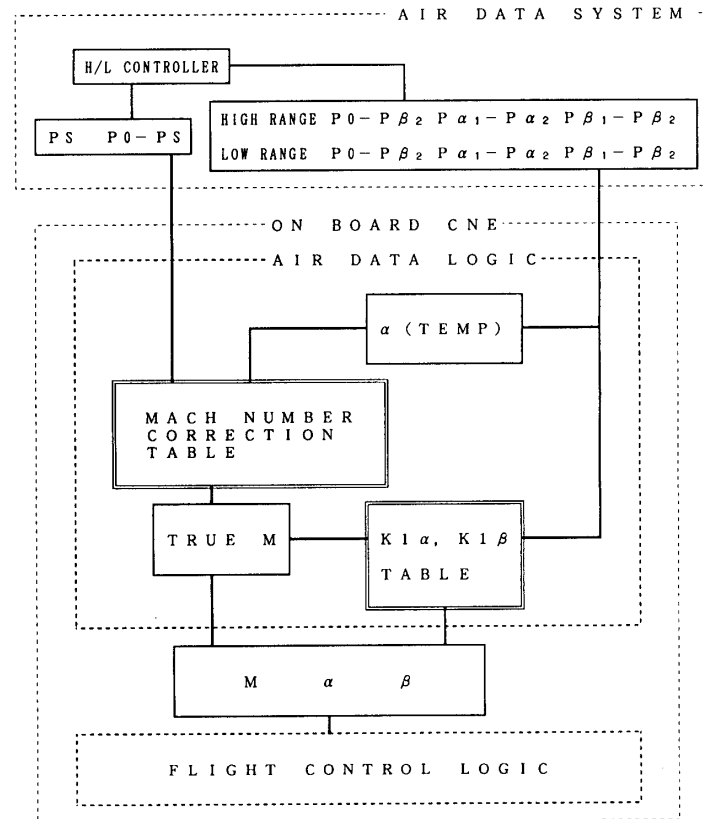 AIR DATA SYSTEM
H/L CONTROLLER
HIGH RANGE P0-Pβ₂ Pα₁-Pα₂ Pβ₁-Pβ₂
PS P0-PS
LOW RANGE P0-Pβ₂ Pα₁-Pα₂ Pβ₁-Pβ₂
ON BOARD CNE
AIR DATA LOGIC
α (TEMP)
MACH NUMBER
CORRECTION
TABLE
TRUE M
K1α, K1β
TABLE
M α β
FLIGHT CONTROL LOGIC